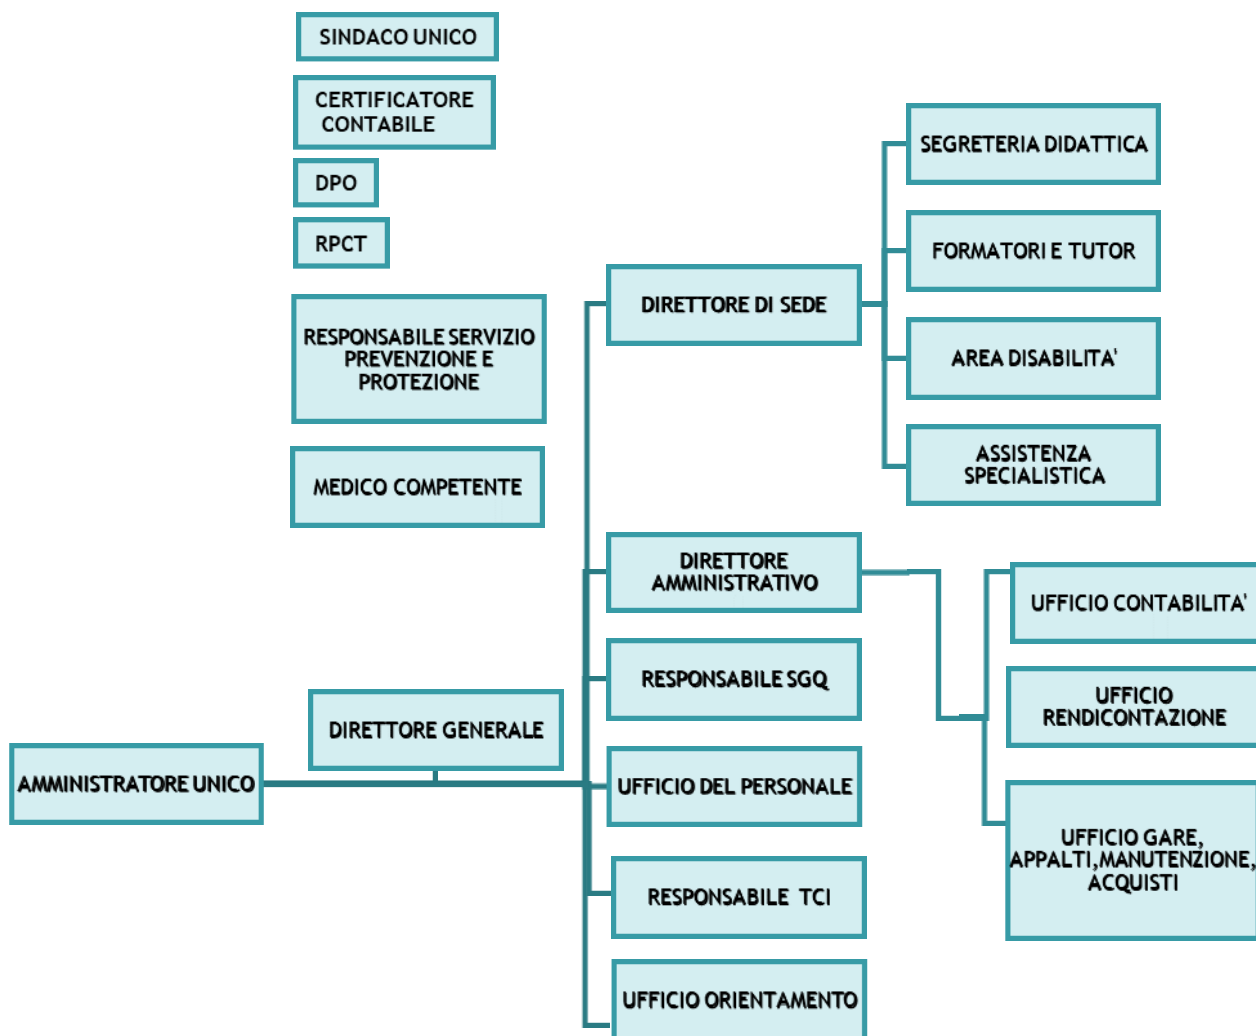 SINDACO UNICO
CERTIFICATORE
CONTABILE
DPO
RPCT
RESPONSABILE SERVIZIO
PREVENZIONE E
PROTEZIONE
MEDICO COMPETENTE
AMMINISTRATORE UNICO
DIRETTORE GENERALE
DIRETTORE DI SEDE
SEGRETERIA DIDATTICA
FORMATORI E TUTOR
AREA DISABILITA'
ASSISTENZA
SPECIALISTICA
DIRETTORE
AMMINISTRATIVO
UFFICIO CONTABILITA'
UFFICIO
RENDICONTAZIONE
UFFICIO GARE,
APPALTI,MANUTENZIONE,
ACQUISTI
RESPONSABILE SGQ
UFFICIO DEL PERSONALE
RESPONSABILE TCI
UFFICIO ORIENTAMENTO